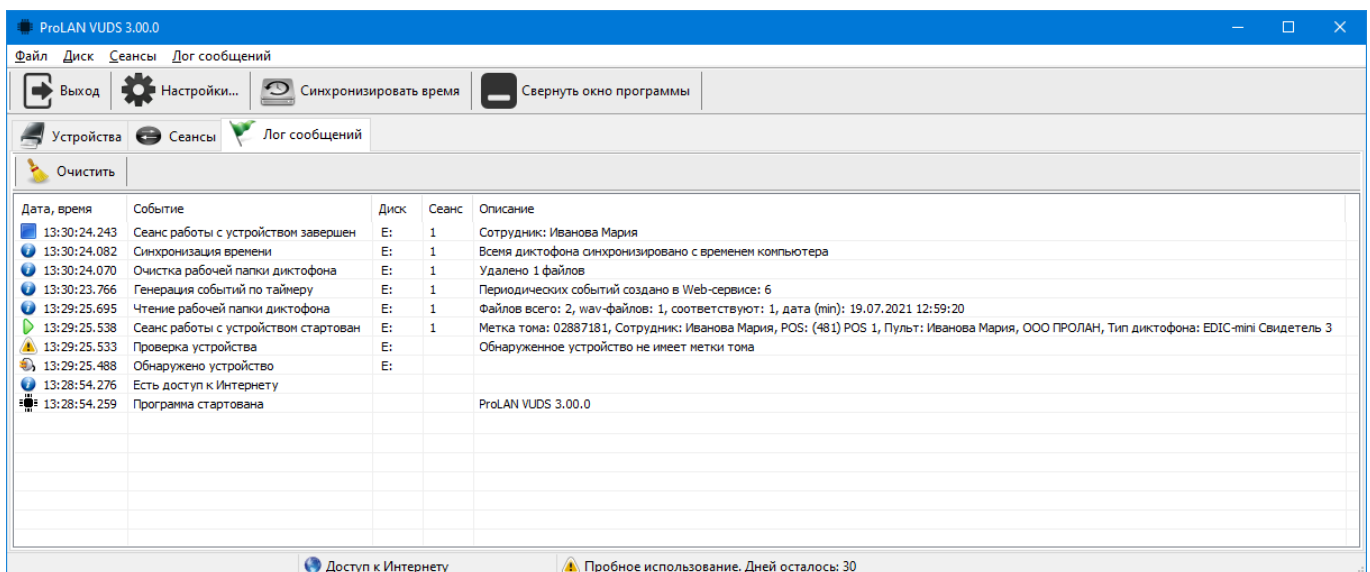 ProLAN VUDS 3.00.0
Файл Диск Сеансы Лог сообщений
Выход Настройки... Синхронизировать время Свернуть окно программы
Устройства Сеансы Лог сообщений
Очистить
Дата, время Событие Диск Сеанс Описание
13:30:24.243 Сеанс работы с устройством завершен E: 1 Сотрудник: Иванова Мария
13:30:24.082 Синхронизация времени E: 1 Всемя диктофона синхронизировано с временем компьютера
13:30:24.070 Очистка рабочей папки диктофона E: 1 Удалено 1 файлов
13:30:23.766 Генерация событий по таймеру E: 1 Периодических событий создано в Web-сервисе: 6
13:29:25.695 Чтение рабочей папки диктофона E: 1 Файлов всего: 2, wav-файлов: 1, соответствуют: 1, дата (min): 19.07.2021 12:59:20
13:29:25.538 Сеанс работы с устройством стартован E: 1 Метка тома: 02887181, Сотрудник: Иванова Мария, POS: (481) POS 1, Пульт: Иванова Мария, ООО ПРОЛАН, Тип диктофона: EDIC-mini Свидетель 3
13:29:25.533 Проверка устройства E: Обнаруженное устройство не имеет метки тома
13:29:25.488 Обнаружено устройство E:
13:28:54.276 Есть доступ к Интернету
13:28:54.259 Программа стартована ProLAN VUDS 3.00.0
Доступ к Интернету Пробное использование. Дней осталось: 30